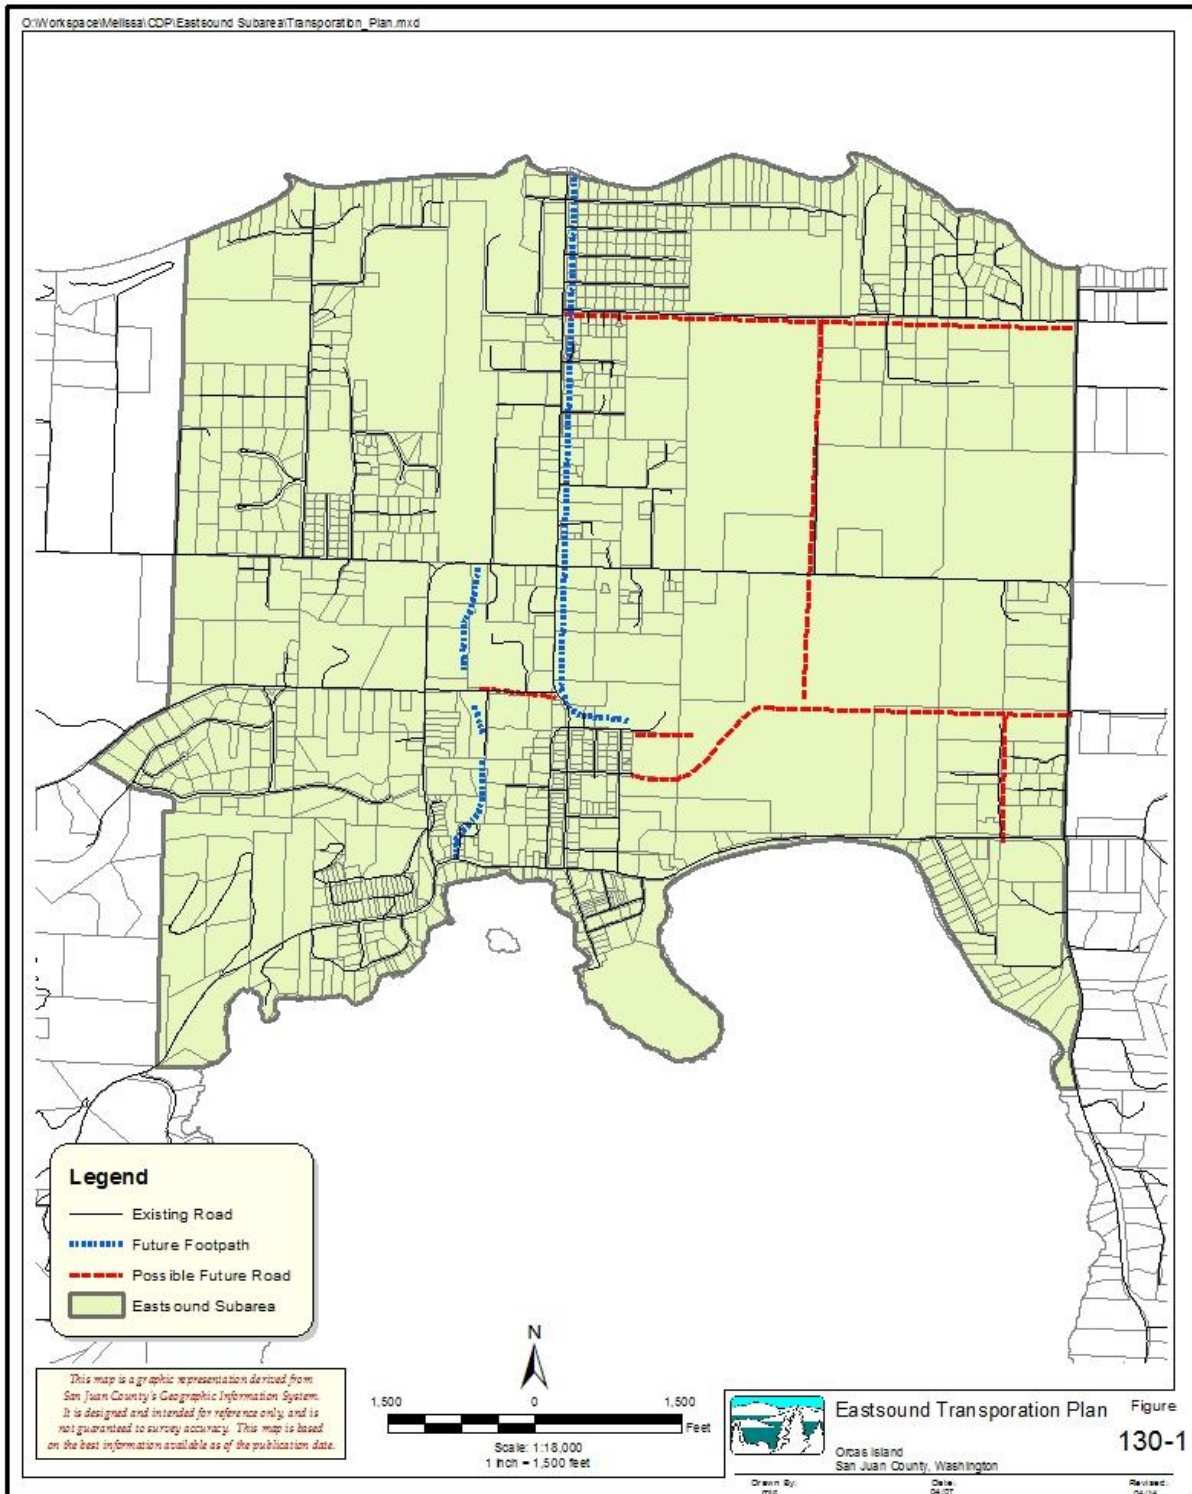 O:\Workspace\Melissa\CDP\Eastsound Subarea\Transporation_Plan.mxd
Legend
Existing Road
Future Footpath
Possible Future Road
Eastsound Subarea
This map is a graphic representation derived from
San Juan County's Geographic Information System.
It is designed and intended for reference only, and is
not guaranteed to survey accuracy. This map is based
on the best information available as of the publication date.
N
1,500 0 1,500
Feet
Scale: 1:18,000
1 inch = 1,500 feet
Eastsound Transporation Plan
Orcas Island
San Juan County, Washington
Figure
130-1
Drawn By:
Date:
04/07
Revised: